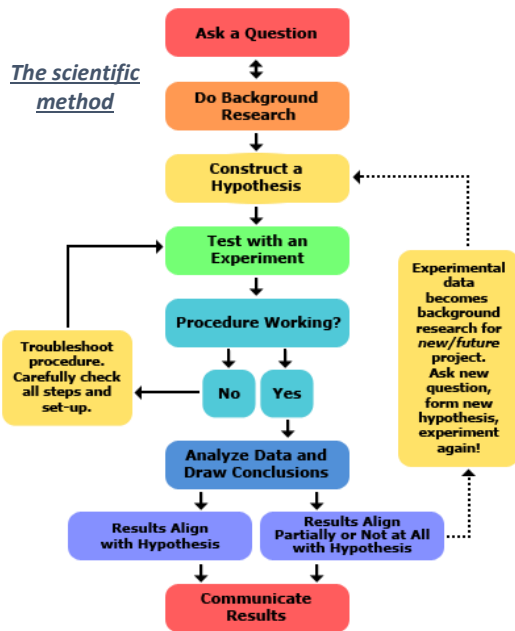 Ask a Question
The scientific
method
Do Background
Research
Construct a
Hypothesis
Test with an
Experiment
Procedure Working?
No
Yes
Troubleshoot
procedure.
Carefully check
all steps and
set-up.
Experimental
data
becomes
background
research for
new/future
project.
Ask new
question,
form new
hypothesis,
experiment
again!
Analyze Data and
Draw Conclusions
Results Align
with Hypothesis
Results Align
Partially or Not at All
with Hypothesis
Communicate
Results